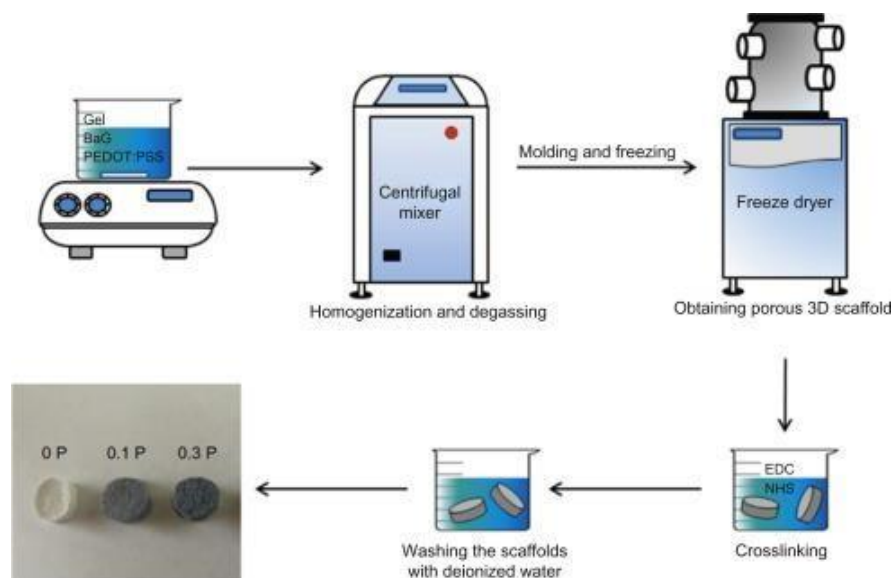 Gel
BaG
PEDOT:PSS
Centrifugal
mixer
Homogenization and degassing
Molding and freezing
Freeze dryer
Obtaining porous 3D scaffold
EDC
NHS
Crosslinking
Washing the scaffolds
with deionized water
0 P 0.1 P 0.3 P